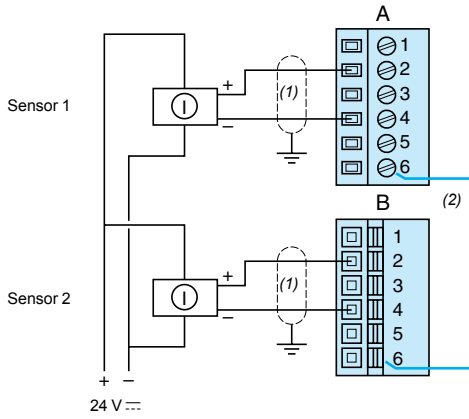 A
1
2
3
4
5
6
Sensor 1
I
+
–
(1)
(2)
B
1
2
3
4
5
6
Sensor 2
I
+
–
(1)
+ –
24 V ⎓